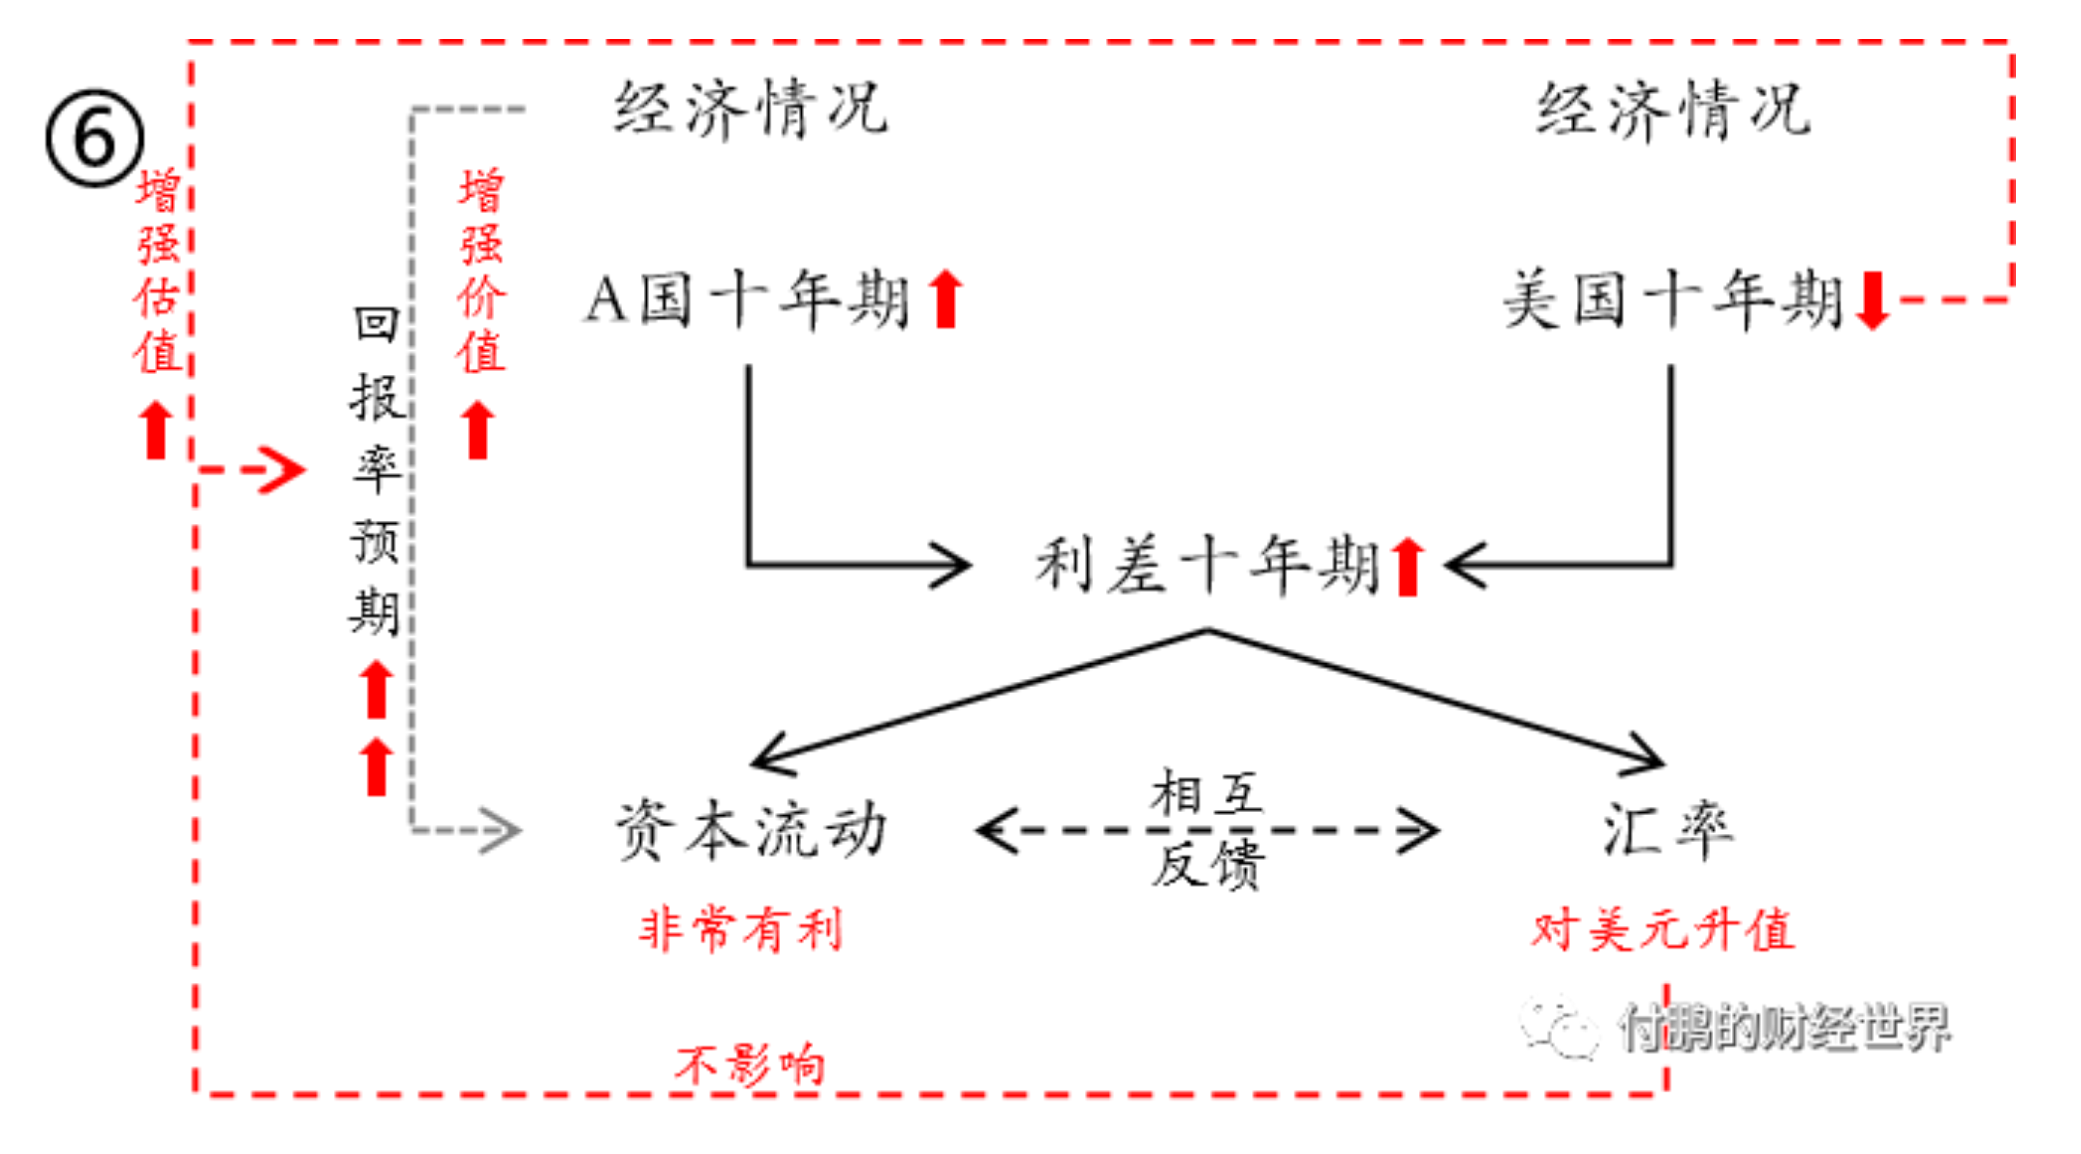 ⑥
经济情况
经济情况
增强估值
增强价值
回报率预期
A国十年期
美国十年期
利差十年期
资本流动
相互
反馈
汇率
非常有利
对美元升值
付鹏的财经世界
不影响